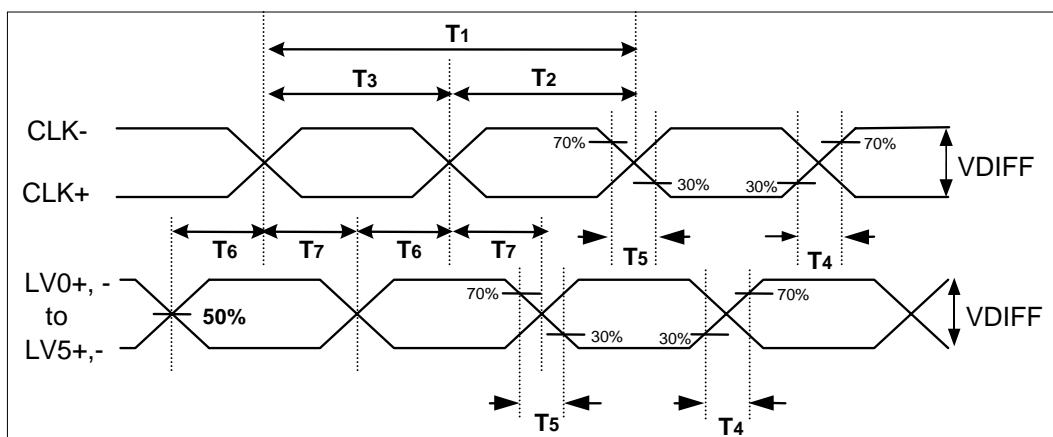 T1
T3 T2
CLK-
70% 70%
VDIFF
30% 30%
CLK+
T6 T7 T6 T7 T5 T4
LV0+, -
70% 70%
to 50% VDIFF
30% 30%
LV5+,-
T5 T4